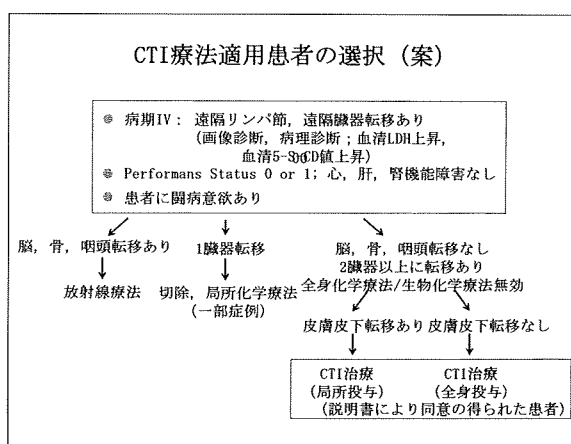 CTI療法適用患者の選択（案）
病期IV： 遠隔リンパ節，遠隔臓器転移あり
(画像診断，病理診断；血清LDH上昇，
血清5-S-CD値上昇)
Performans Status 0 or 1; 心，肝，腎機能障害なし
患者に闘病意欲あり
脳，骨，咽頭転移あり
1臓器転移
脳，骨，咽頭転移なし
2臓器以上に転移あり
全身化学療法/生物化学療法無効
放射線療法
切除，局所化学療法
(一部症例)
皮膚皮下転移あり
皮膚皮下転移なし
CTI治療
(局所投与)
CTI治療
(全身投与)
(説明書により同意の得られた患者)